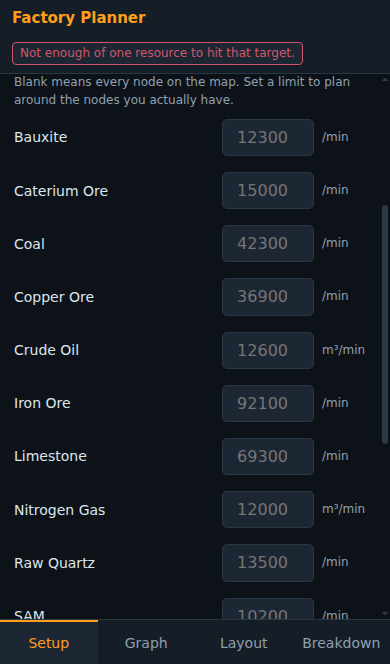 Factory Planner
Not enough of one resource to hit that target.
Blank means every node on the map. Set a limit to plan
around the nodes you actually have.
Bauxite 12300 /min
Caterium Ore 15000 /min
Coal 42300 /min
Copper Ore 36900 /min
Crude Oil 12600 m³/min
Iron Ore 92100 /min
Limestone 69300 /min
Nitrogen Gas 12000 m³/min
Raw Quartz 13500 /min
SAM 10200 /min
Setup Graph Layout Breakdown